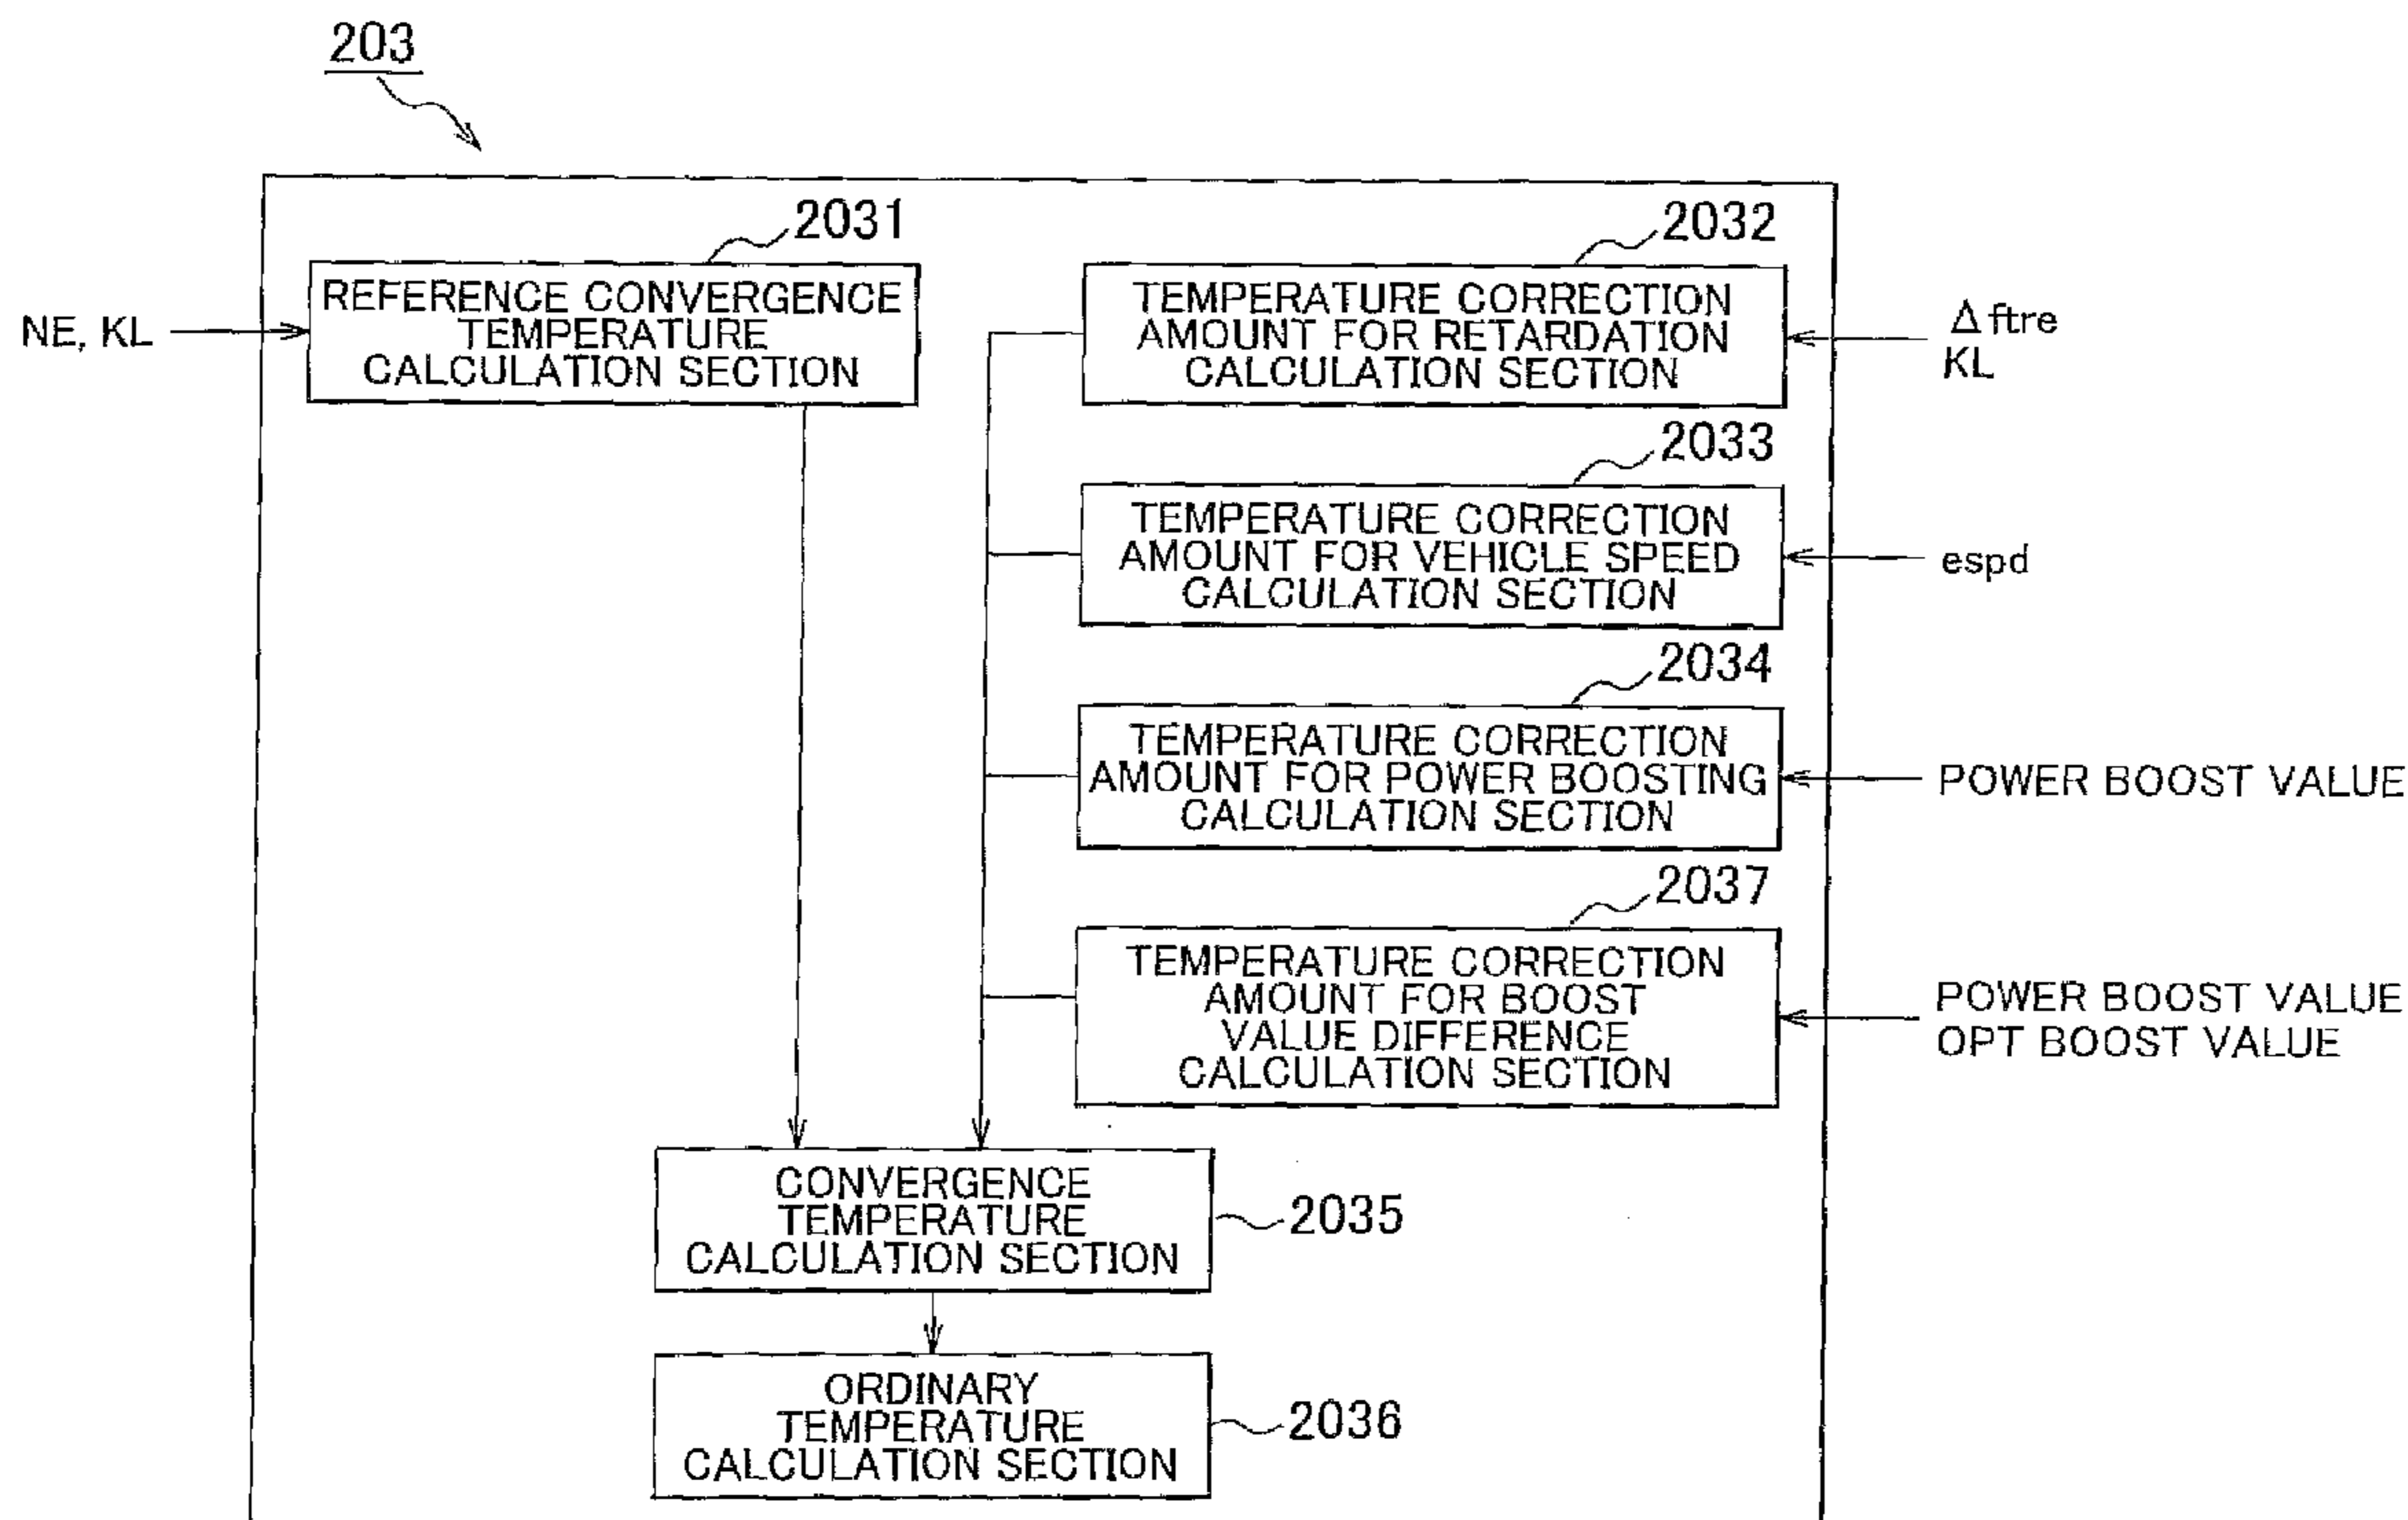 203
2031
REFERENCE CONVERGENCE
TEMPERATURE
CALCULATION SECTION
NE, KL
2032
TEMPERATURE CORRECTION
AMOUNT FOR RETARDATION
CALCULATION SECTION
Δftre
KL
2033
TEMPERATURE CORRECTION
AMOUNT FOR VEHICLE SPEED
CALCULATION SECTION
espd
2034
TEMPERATURE CORRECTION
AMOUNT FOR POWER BOOSTING
CALCULATION SECTION
POWER BOOST VALUE
2037
TEMPERATURE CORRECTION
AMOUNT FOR BOOST
VALUE DIFFERENCE
CALCULATION SECTION
POWER BOOST VALUE
OPT BOOST VALUE
CONVERGENCE
TEMPERATURE
CALCULATION SECTION
2035
ORDINARY
TEMPERATURE
CALCULATION SECTION
2036